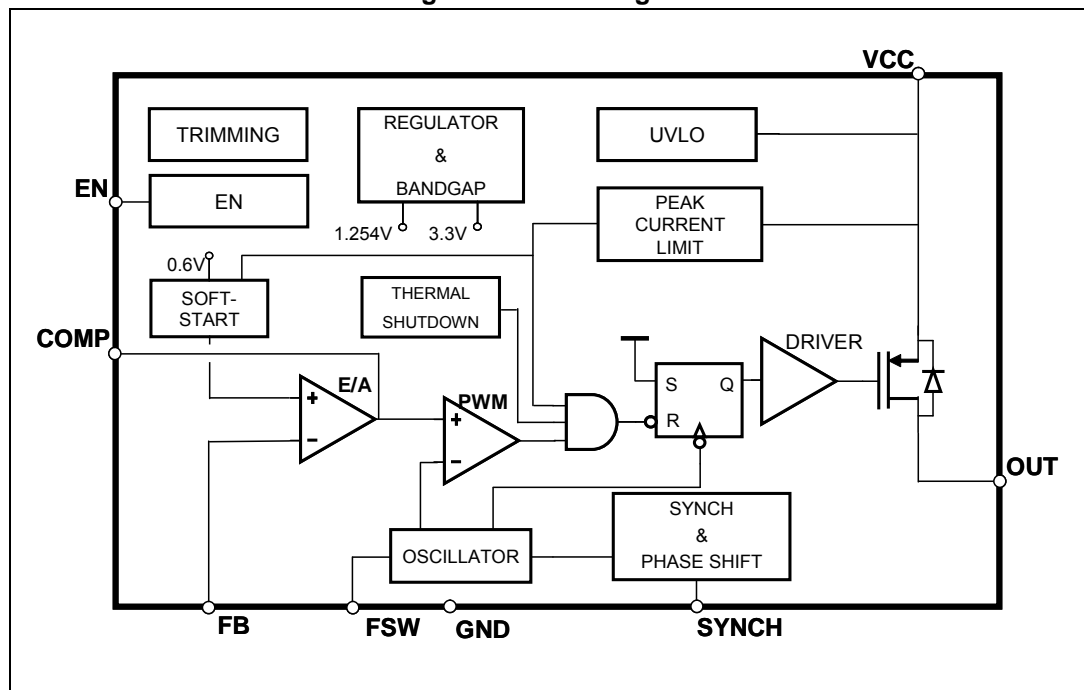 VCC
TRIMMING
REGULATOR
&
BANDGAP
UVLO
EN
EN
PEAK
CURRENT
LIMIT
1.254V
3.3V
0.6V
SOFT-
START
THERMAL
SHUTDOWN
COMP
DRIVER
E/A
S
Q
R
+
-
PWM
+
-
OUT
OSCILLATOR
SYNCH
&
PHASE SHIFT
FB
FSW
GND
SYNCH